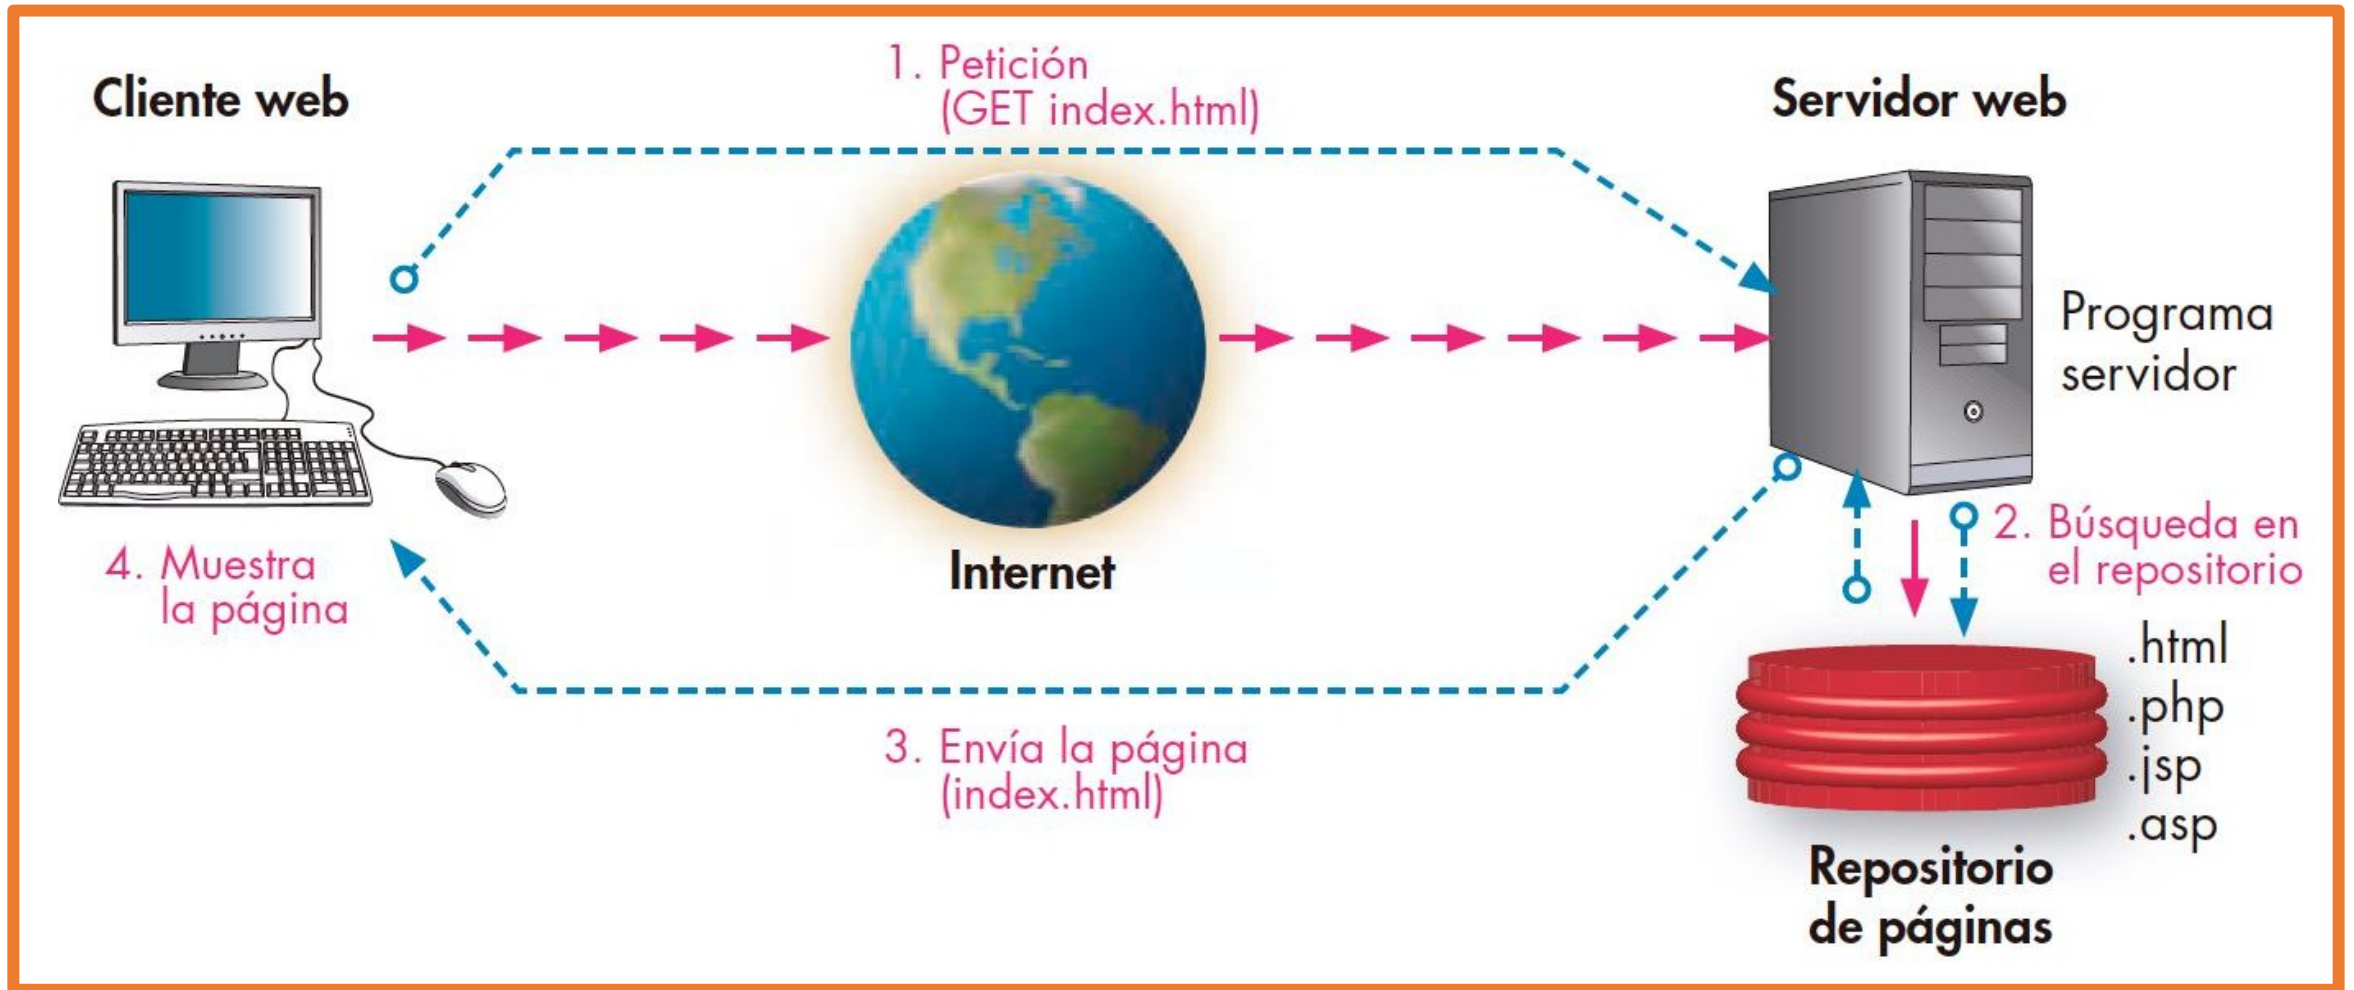 Cliente web
1. Petición
(GET index.html)
Servidor web
Programa
servidor
Internet
2. Búsqueda en
el repositorio
4. Muestra
la página
3. Envía la página
(index.html)
.html
.php
.jsp
.asp
Repositorio
de páginas